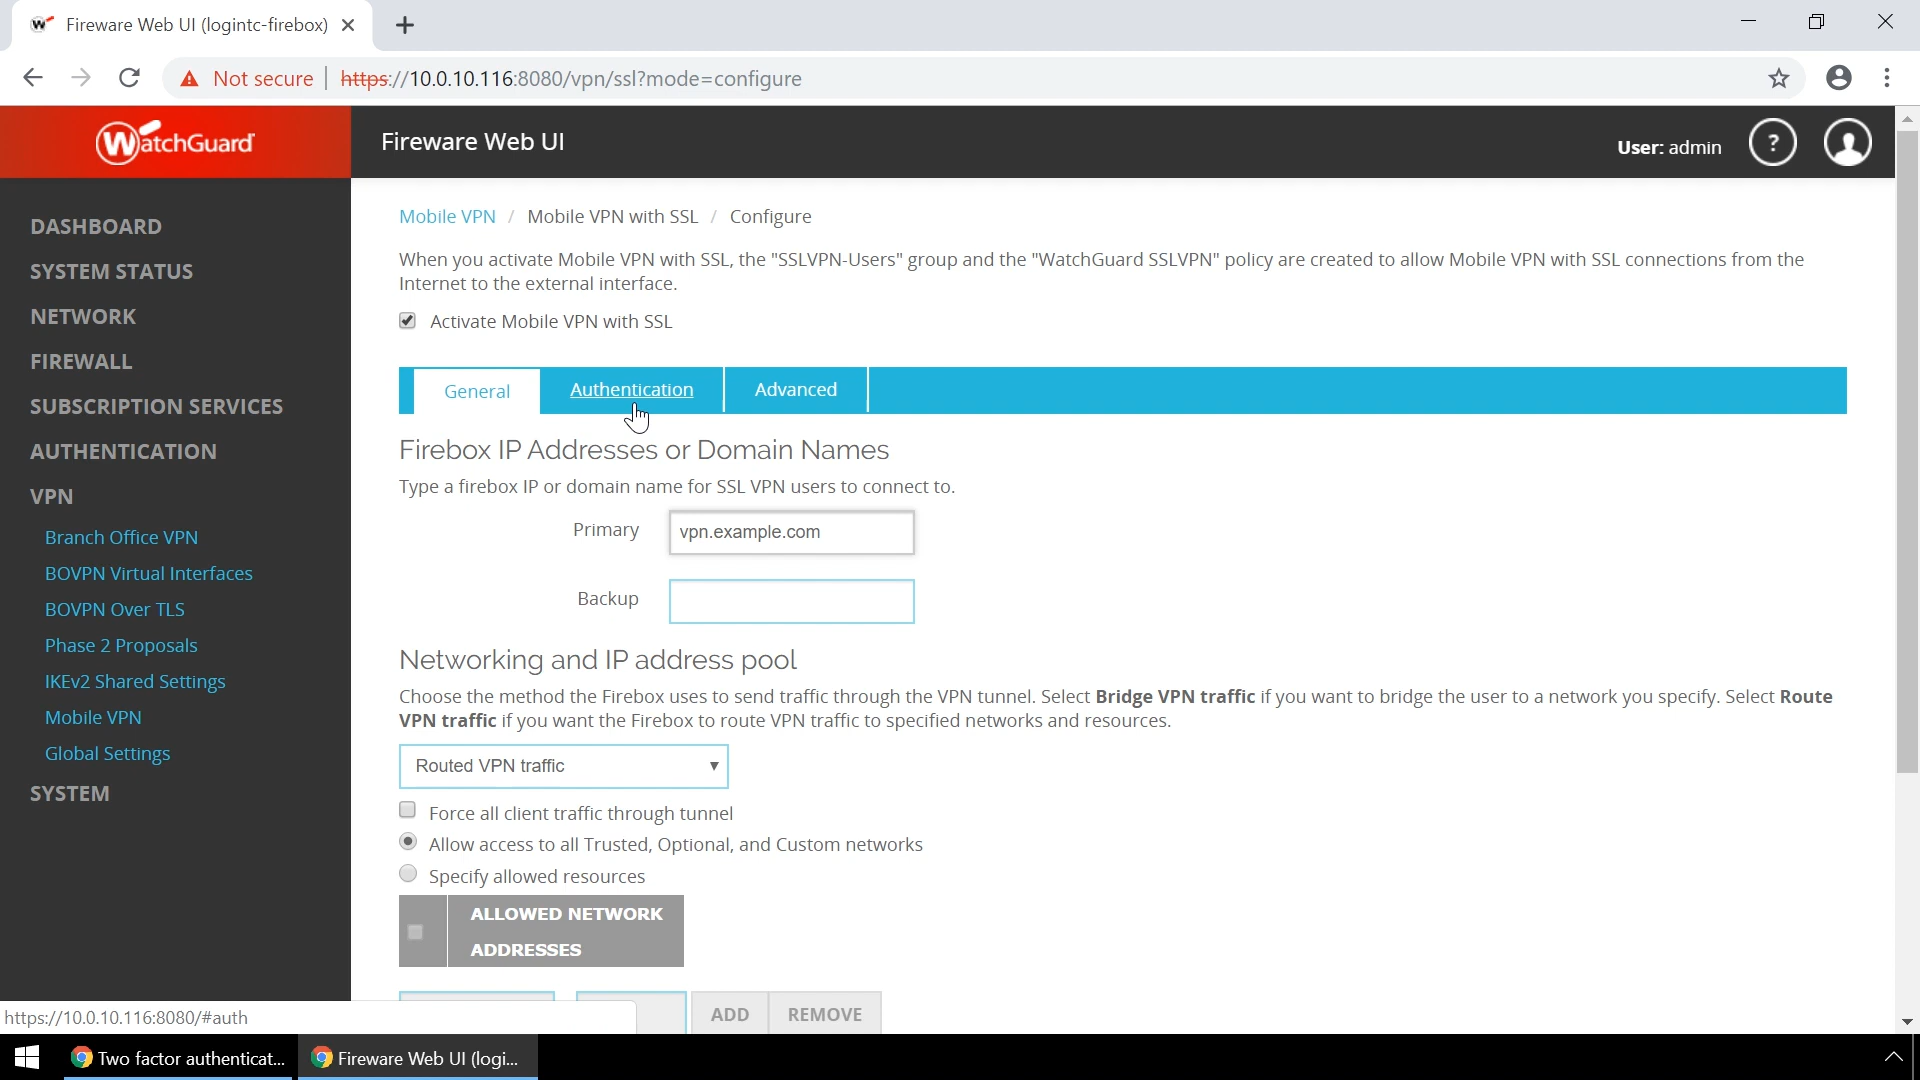 Fireware Web UI (logintc-firebox)
Not secure
https://10.0.10.116:8080/vpn/ssl?mode=configure
WatchGuard
Fireware Web UI
User: admin
?
DASHBOARD
SYSTEM STATUS
NETWORK
FIREWALL
SUBSCRIPTION SERVICES
AUTHENTICATION
VPN
Branch Office VPN
BOVPN Virtual Interfaces
BOVPN Over TLS
Phase 2 Proposals
IKEv2 Shared Settings
Mobile VPN
Global Settings
SYSTEM
Mobile VPN / Mobile VPN with SSL / Configure
When you activate Mobile VPN with SSL, the "SSLVPN-Users" group and the "WatchGuard SSLVPN" policy are created to allow Mobile VPN with SSL connections from the
Internet to the external interface.
Activate Mobile VPN with SSL
General Authentication Advanced
Firebox IP Addresses or Domain Names
Type a firebox IP or domain name for SSL VPN users to connect to.
Primary vpn.example.com
Backup
Networking and IP address pool
Choose the method the Firebox uses to send traffic through the VPN tunnel. Select Bridge VPN traffic if you want to bridge the user to a network you specify. Select Route
VPN traffic if you want the Firebox to route VPN traffic to specified networks and resources.
Routed VPN traffic
Force all client traffic through tunnel
Allow access to all Trusted, Optional, and Custom networks
Specify allowed resources
ALLOWED NETWORK
ADDRESSES
ADD REMOVE
https://10.0.10.116:8080/#auth
Two factor authenticat...
Fireware Web UI (logi...